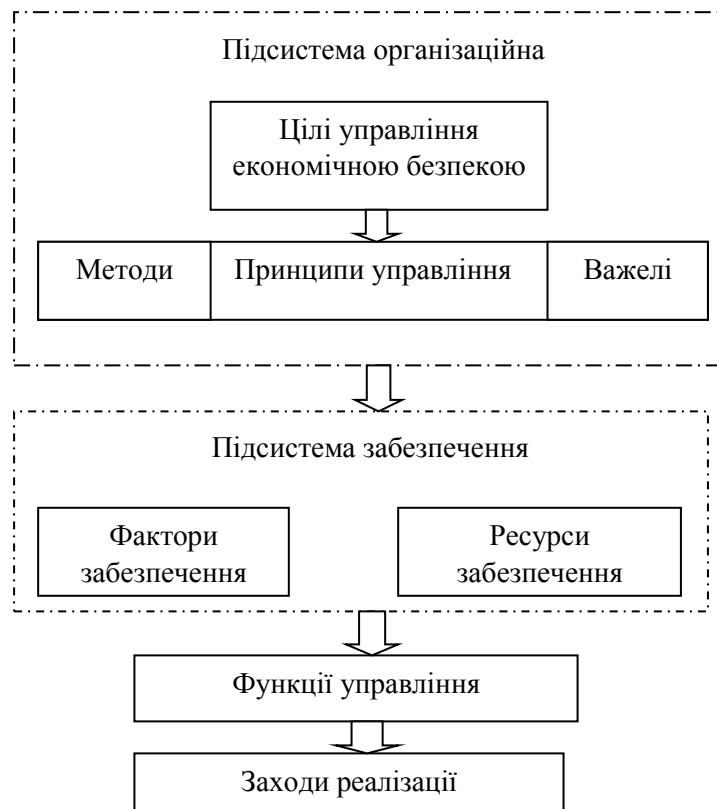 Підсистема організаційна
Цілі управління
економічною безпекою
Методи
Принципи управління
Важелі
Підсистема забезпечення
Фактори
забезпечення
Ресурси
забезпечення
Функції управління
Заходи реалізації